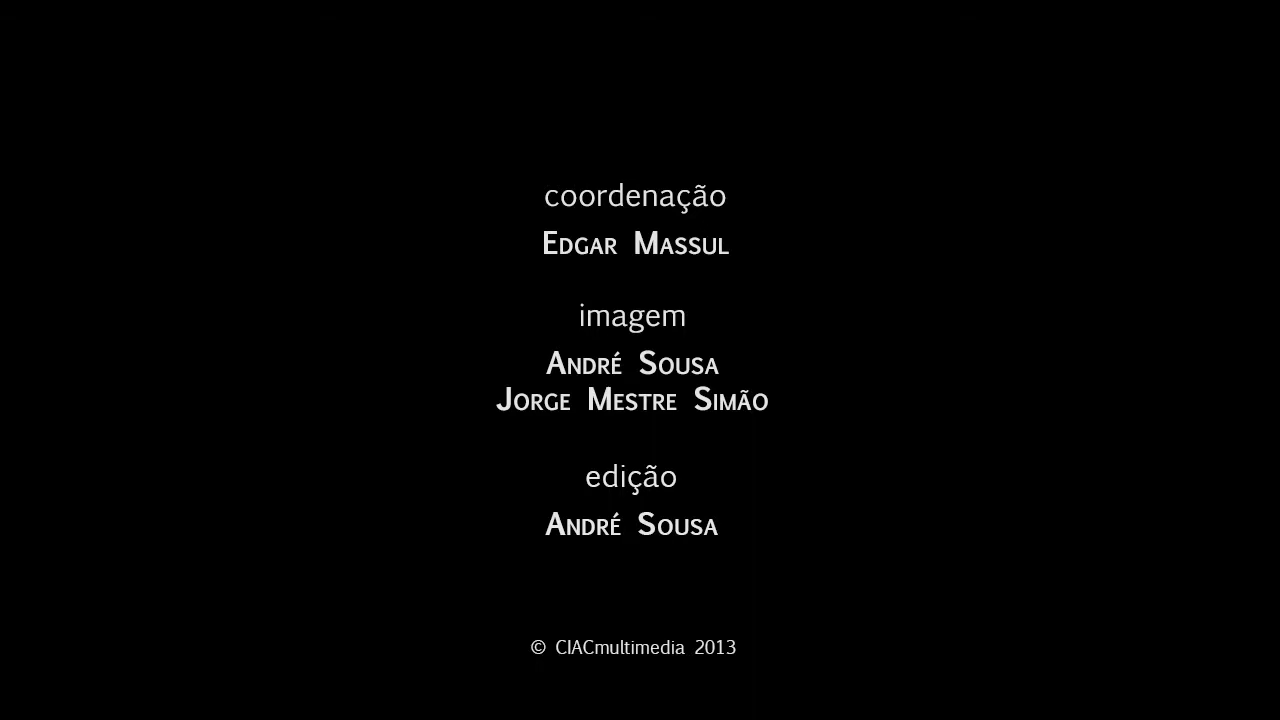 coordenação
Edgar Massul
imagem
André Sousa
Jorge Mestre Simão
edição
André Sousa
© CIACmultimedia 2013